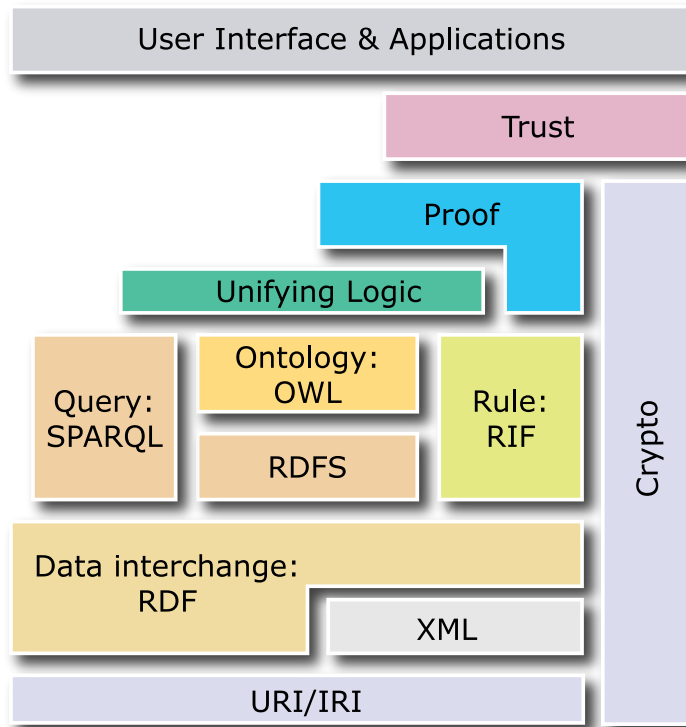 User Interface & Applications
Trust
Proof
Unifying Logic
Query:
SPARQL
Ontology:
OWL
RDFS
Rule:
RIF
Crypto
Data interchange:
RDF
XML
URI/IRI